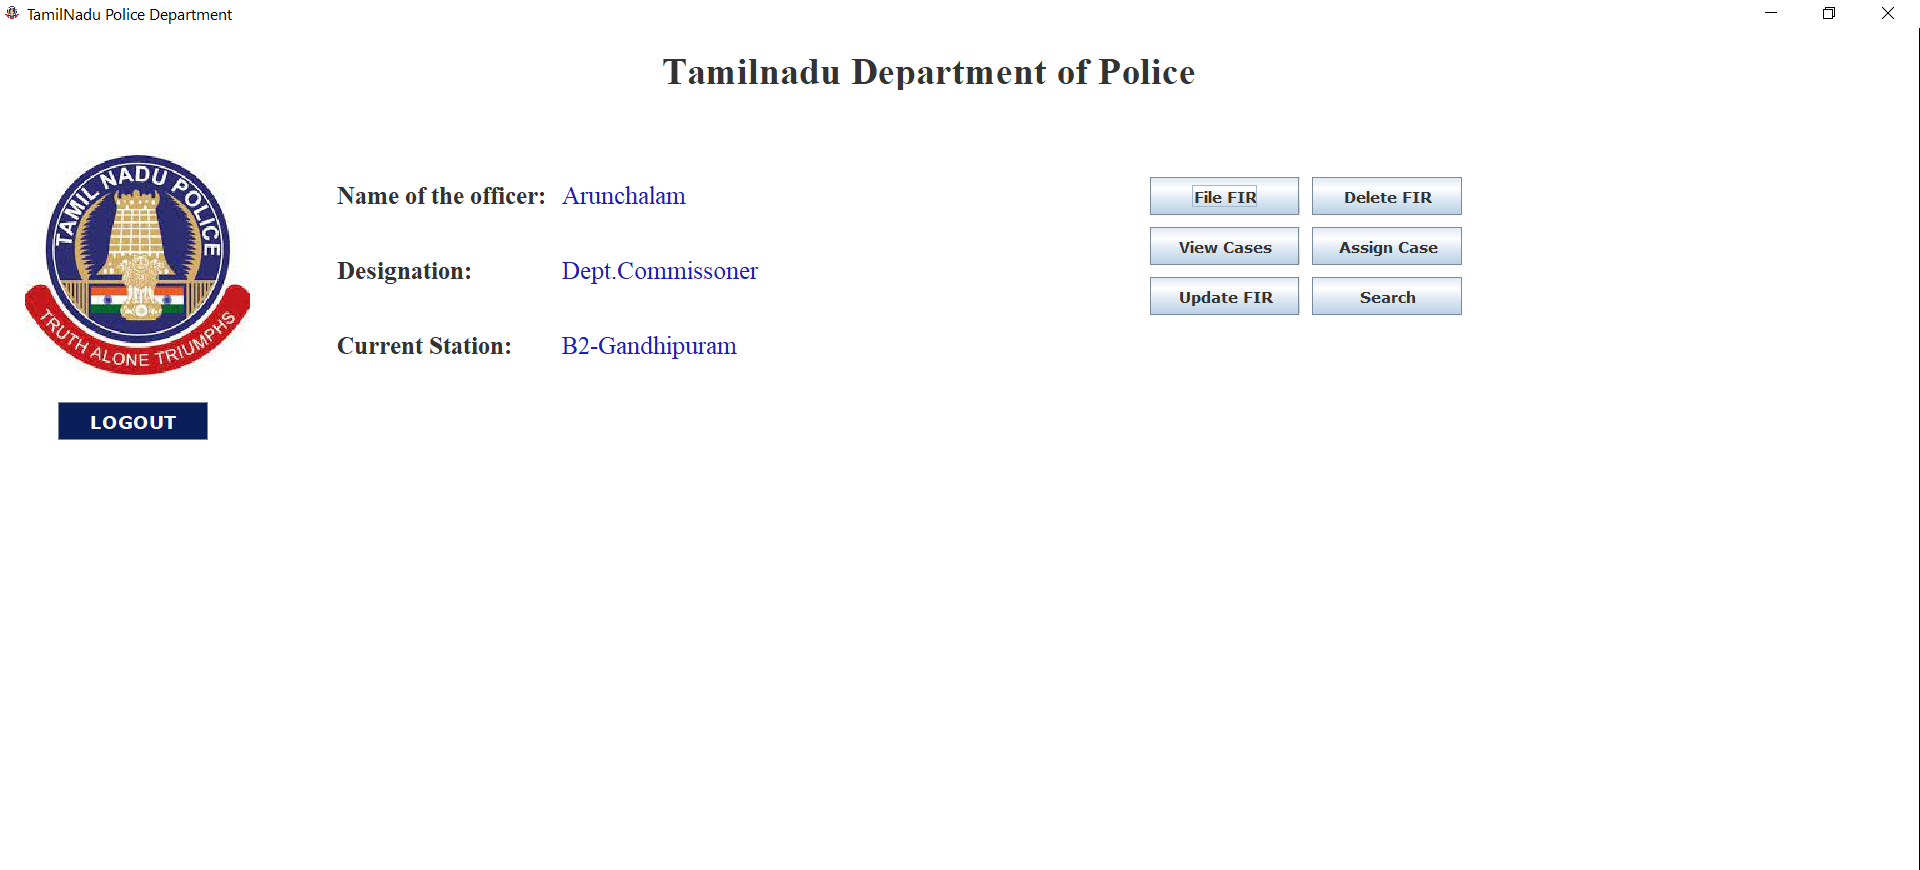 TamilNadu Police Department
Tamilnadu Department of Police
TAMIL NADU POLICE
TRUTH ALONE TRIUMPHS
LOGOUT
Name of the officer: Arunchalam
Designation: Dept.Commissoner
Current Station: B2-Gandhipuram
File FIR Delete FIR
View Cases Assign Case
Update FIR Search